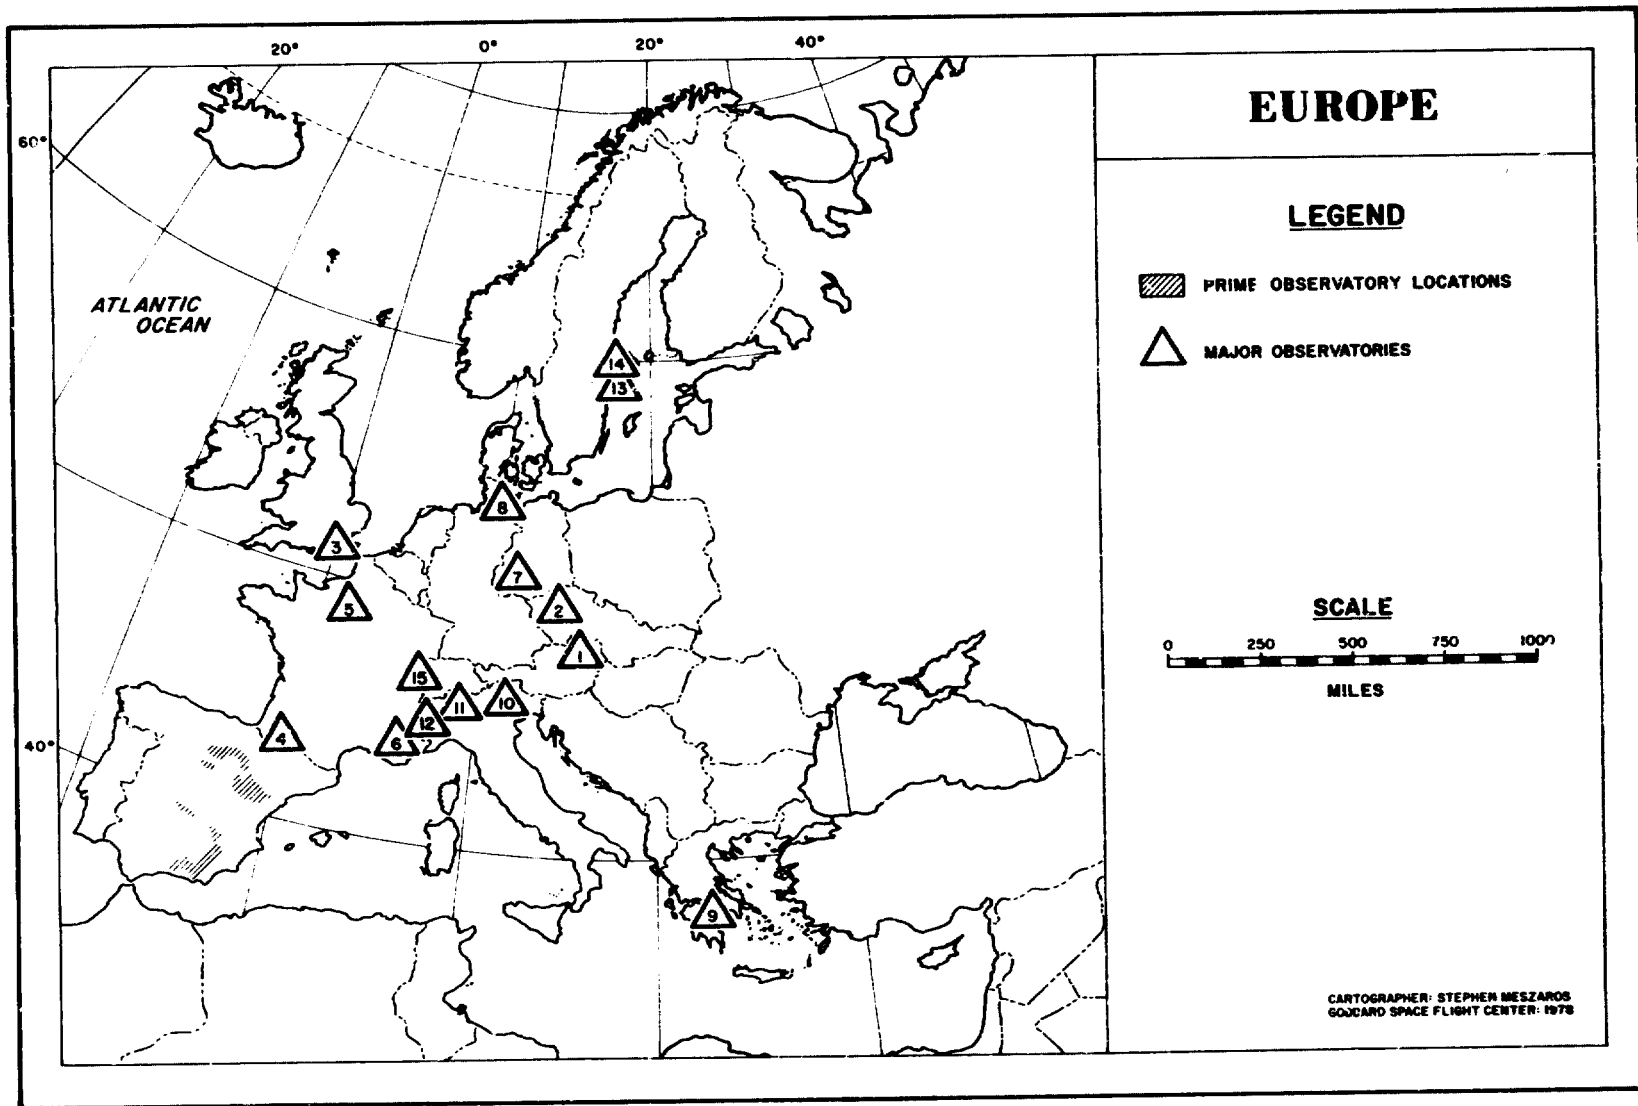 20° 0° 20° 40°
EUROPE
60°
LEGEND
PRIME OBSERVATORY LOCATIONS
ATLANTIC
OCEAN
MAJOR OBSERVATORIES
14
13
8
3
7
5
2
1
SCALE
0 250 500 750 1000
MILES
15
10
11
12
4
6
40°
9
CARTOGRAPHER: STEPHEN MESZAROS
GODDARD SPACE FLIGHT CENTER: 1978